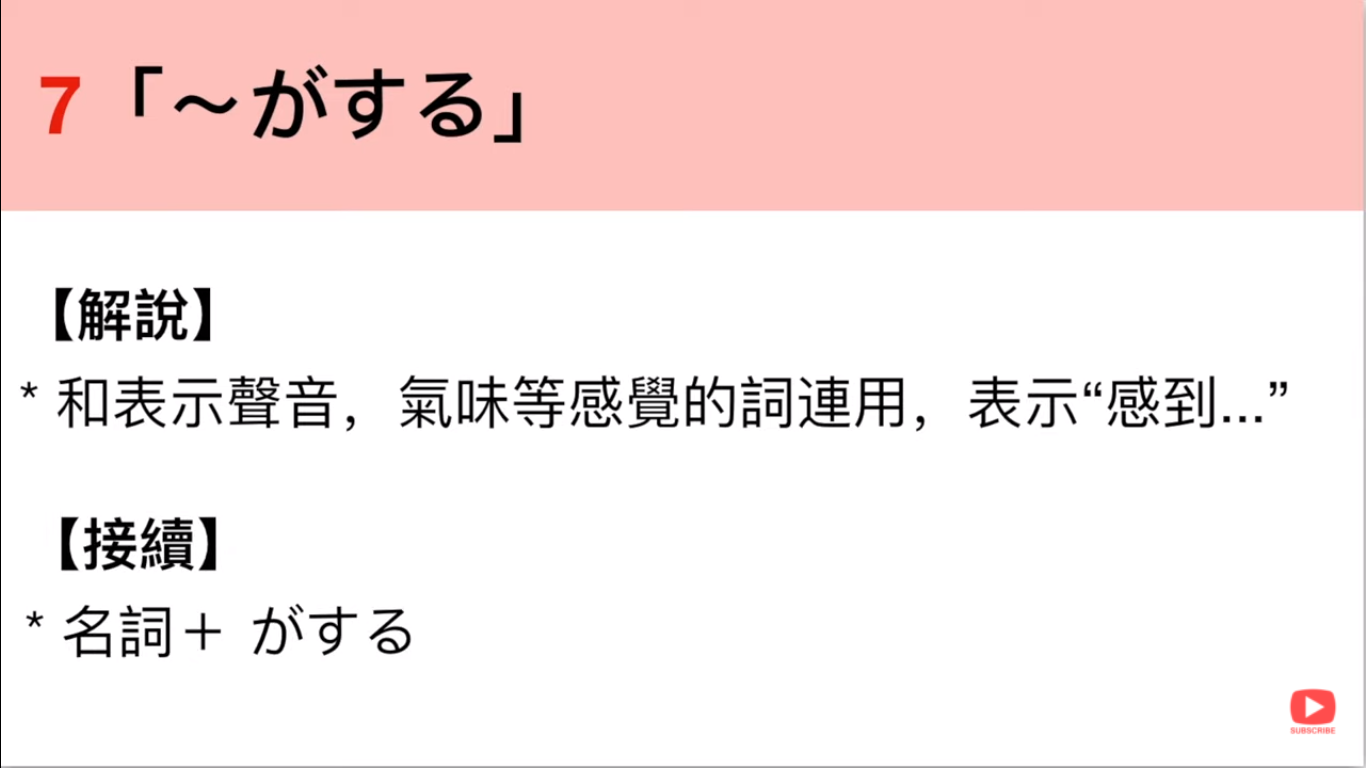 7「～がする」
【解說】
* 和表示聲音，氣味等感覺的詞連用，表示“感到...”
【接續】
* 名詞＋ がする
SUBSCRIBE